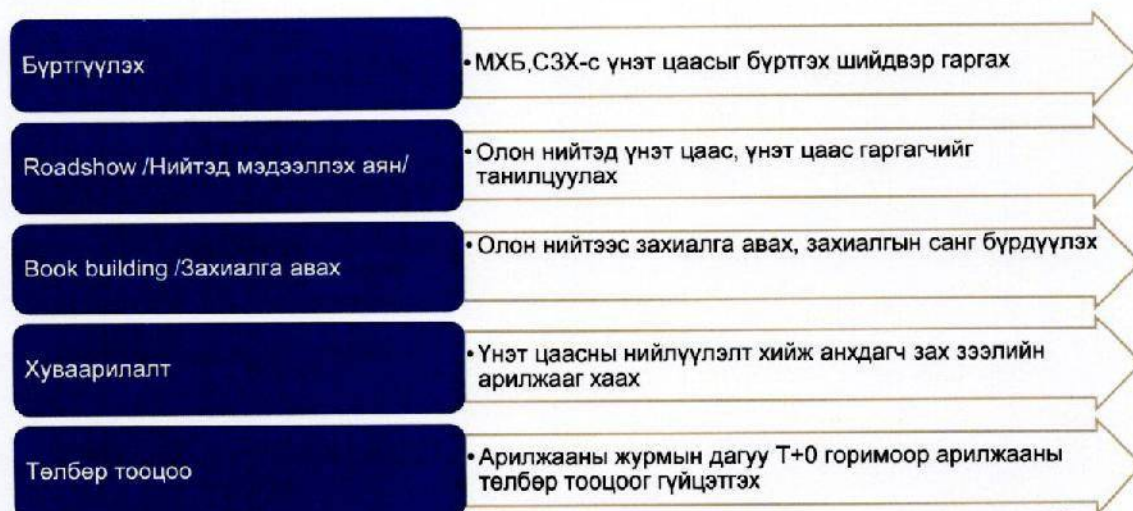 Бүртгүүлэх
•МХБ,СЗХ-с үнэт цаасыг бүртгэх шийдвэр гаргах
Roadshow /Нийтэд мэдээллэх аян/
•Олон нийтэд үнэт цаас, үнэт цаас гаргагчийг
танилцуулах
Book building /Захиалга авах
•Олон нийтээс захиалга авах, захиалгын санг бүрдүүлэх
Хуваарилалт
•Үнэт цаасны нийлүүлэлт хийж анхдагч зах зээлийн
арилжааг хаах
Төлбөр тооцоо
•Арилжааны журмын дагуу Т+0 горимоор арилжааны
төлбөр тооцоог гүйцэтгэх